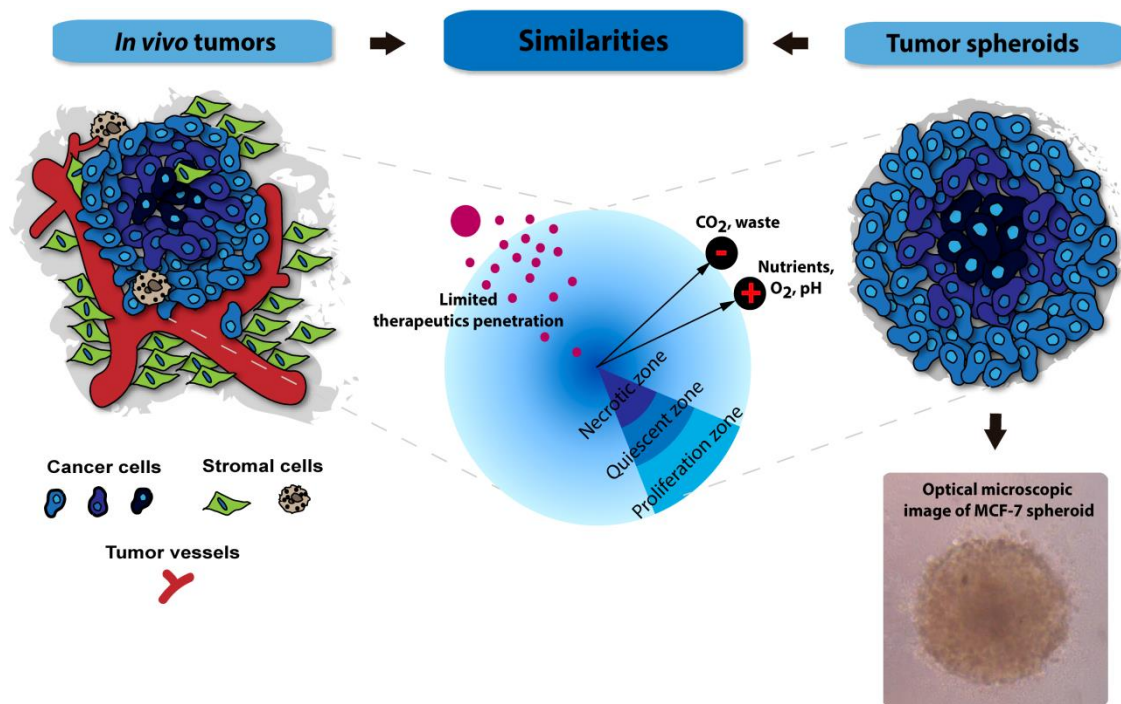 In vivo tumors
Similarities
Tumor spheroids
CO2, waste
-
Nutrients,
O2, pH
+
Limited
therapeutics penetration
Necrotic zone
Quiescent zone
Proliferation zone
Cancer cells
Stromal cells
Tumor vessels
Optical microscopic
image of MCF-7 spheroid